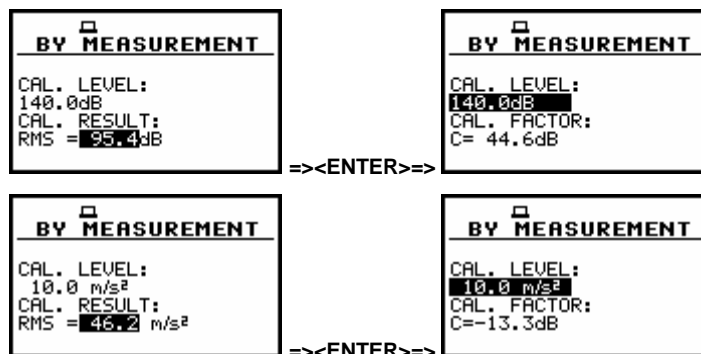 BY MEASUREMENT
CAL. LEVEL:
140.0dB
CAL. RESULT:
RMS = 95.4dB
=><ENTER>=>
BY MEASUREMENT
CAL. LEVEL:
140.0dB
CAL. FACTOR:
C= 44.6dB
BY MEASUREMENT
CAL. LEVEL:
10.0 m/s²
CAL. RESULT:
RMS = 46.2 m/s²
=><ENTER>=>
BY MEASUREMENT
CAL. LEVEL:
10.0 m/s²
CAL. FACTOR:
C=-13.3dB